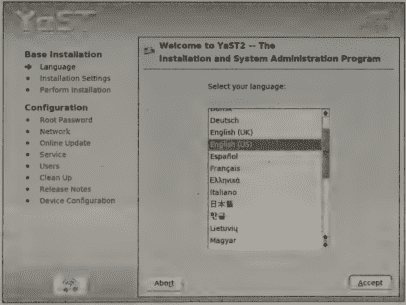 YaST
Base Installation
Language
Installation Settings
Perform Installation
Configuration
Root Password
Network
Online Update
Service
Users
Clean Up
Release Notes
Device Configuration
Welcome to YaST2 -- The
Installation and System Administration Program
Select your language:
Dansk
Deutsch
English (UK)
English (US)
Español
Français
Ελληνικά
Italiano
日本語
한글
Lietuvių
Magyar
Abort
Accept